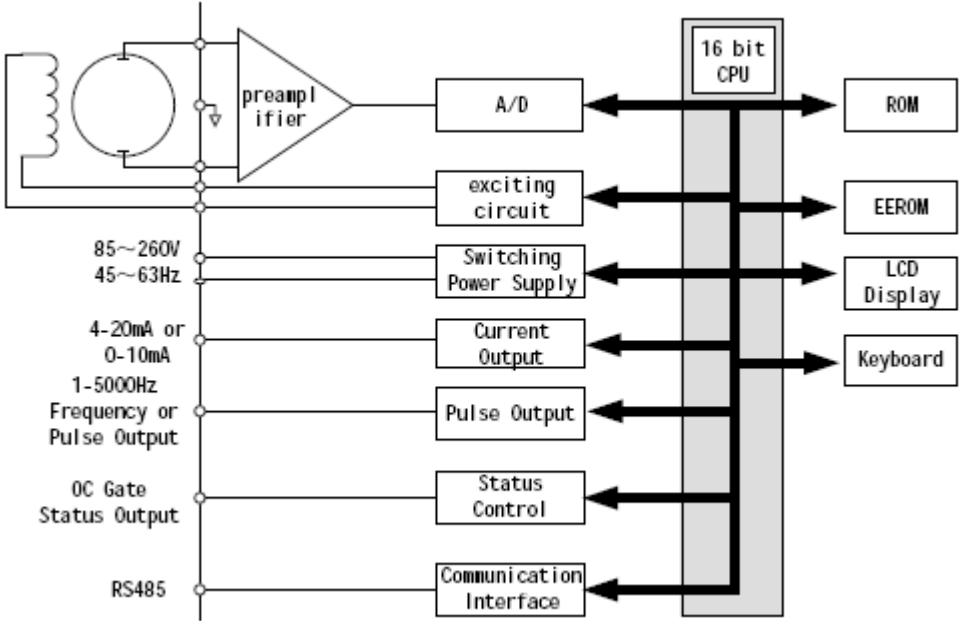 16 bit
CPU
preampl
ifier
A/D
ROM
exciting
circuit
EEROM
85～260V
45～63Hz
Switching
Power Supply
LCD
Display
4-20mA or
0-10mA
Current
Output
Keyboard
1-5000Hz
Frequency or
Pulse Output
Pulse Output
OC Gate
Status Output
Status
Control
RS485
Communication
Interface